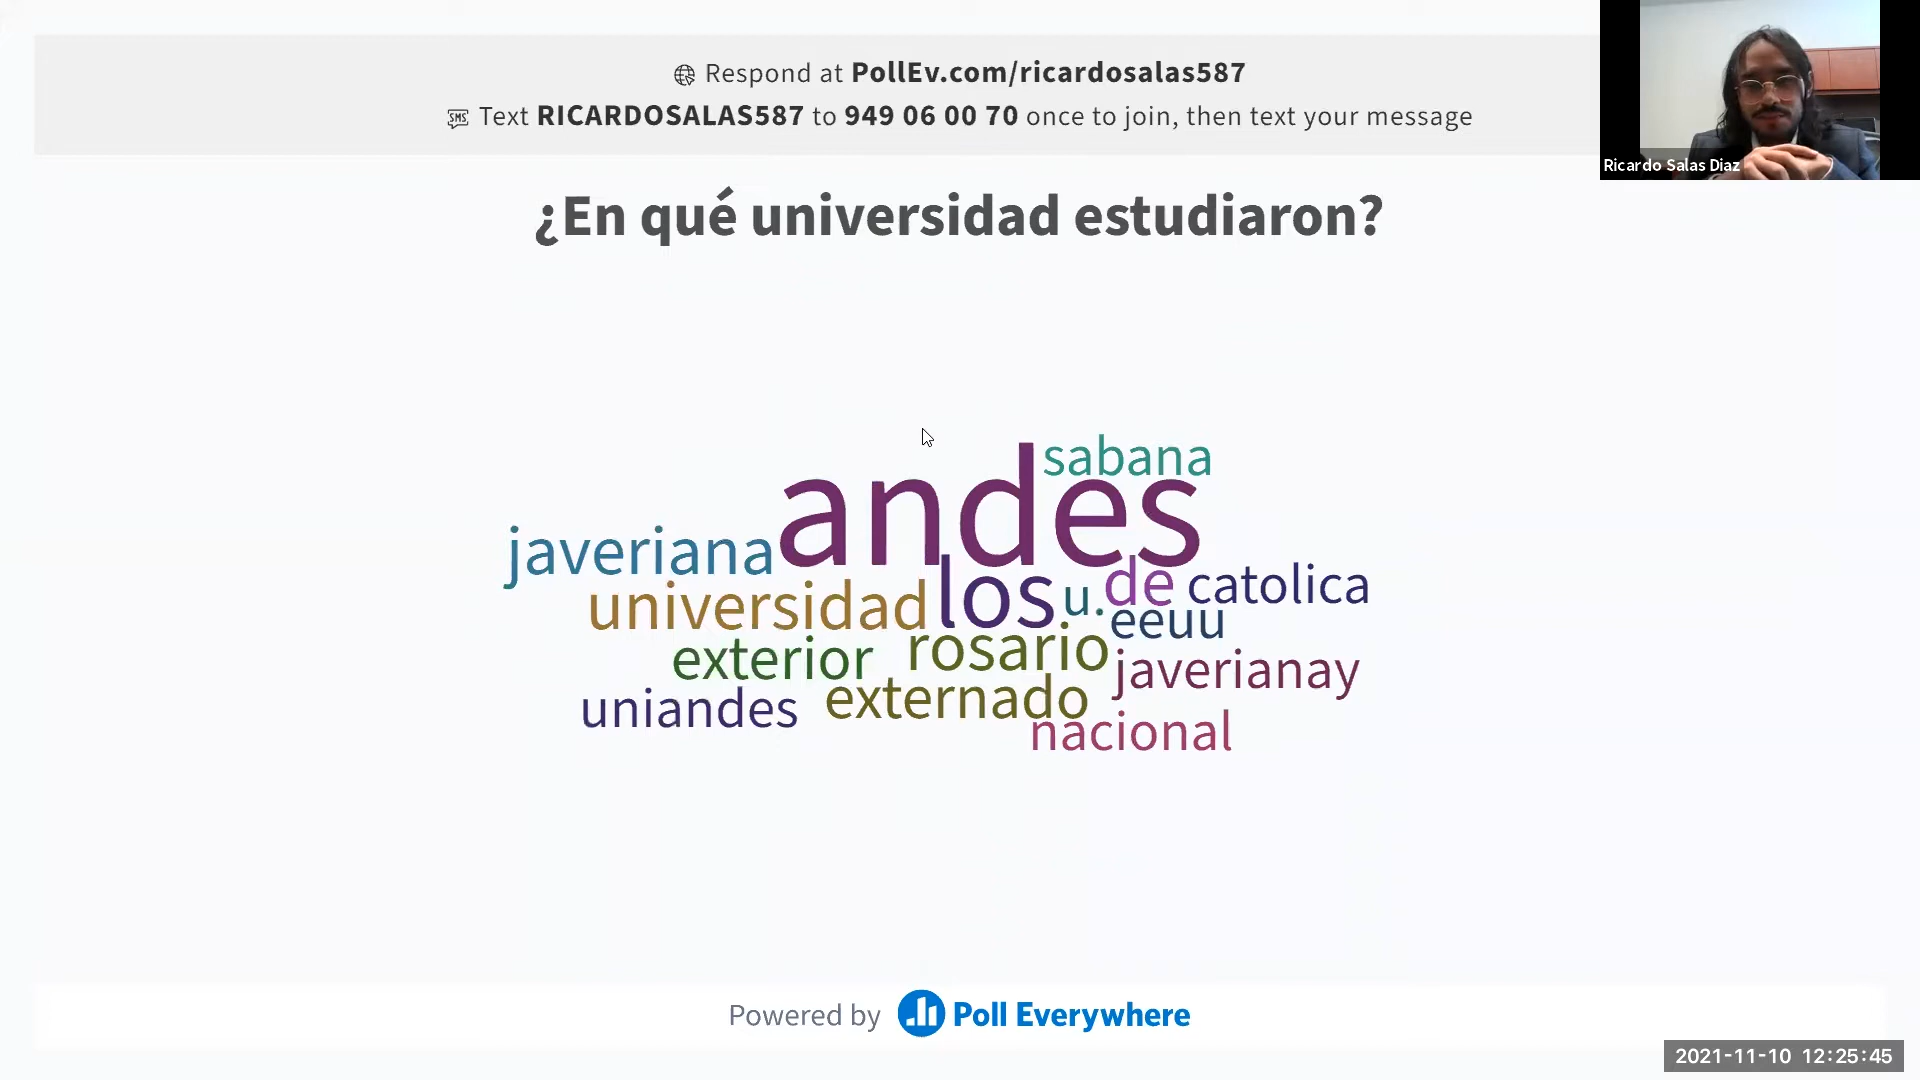 Respond at PollEv.com/ricardosalas587
Text RICARDOSALAS587 to 949 06 00 70 once to join, then text your message
Ricardo Salas Diaz
¿En qué universidad estudiaron?
sabana
andes
javeriana
universidad los u. de catolica
eeuu
exterior rosario javerianay
uniandes externado
nacional
Powered by Poll Everywhere
2021-11-10 12:25:45